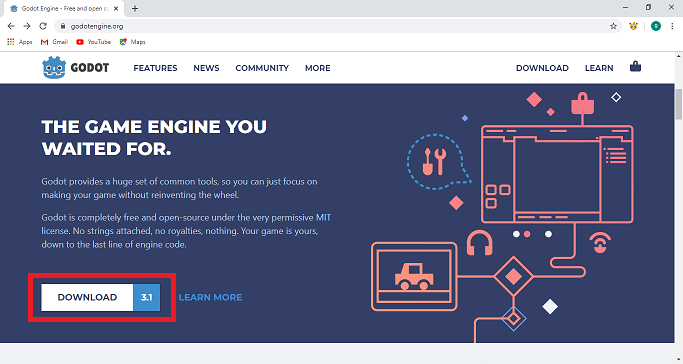 Godot Engine - Free and open so
godotengine.org
Apps Gmail YouTube Maps
GODOT FEATURES NEWS COMMUNITY MORE DOWNLOAD LEARN
THE GAME ENGINE YOU
WAITED FOR.
Godot provides a huge set of common tools, so you can just focus on
making your game without reinventing the wheel.
Godot is completely free and open-source under the very permissive MIT
license. No strings attached, no royalties, nothing. Your game is yours,
down to the last line of engine code.
DOWNLOAD 3.1 LEARN MORE